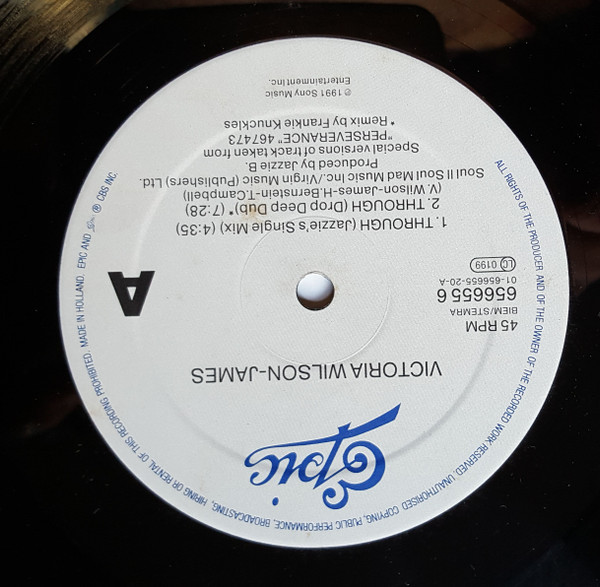 Epic
VICTORIA WILSON-JAMES
45 RPM
BIEM/STEMRA
656655 6
01-656655-20-A
LC 0199
A
1. THROUGH (Jazzie's Single Mix) (4:35)
2. THROUGH (Drop Deep Dub)* (7:28)
(V. Wilson-James-H.Bernstein-T.Campbell)
Soul II Soul Mad Music Inc./Virgin Music (Publishers) Ltd.
Produced by Jazzie B.
Special versions of track taken from
"PERSEVERANCE" 467473
* Remix by Frankie Knuckles
℗ 1991 Sony Music
Entertainment Inc.
ALL RIGHTS OF THE PRODUCER AND OF THE OWNER OF THE RECORDED WORK RESERVED. UNAUTHORISED COPYING, PUBLIC PERFORMANCE, BROADCASTING, HIRING OR RENTAL OF THIS RECORDING PROHIBITED. MADE IN HOLLAND. EPIC AND ® CBS INC.